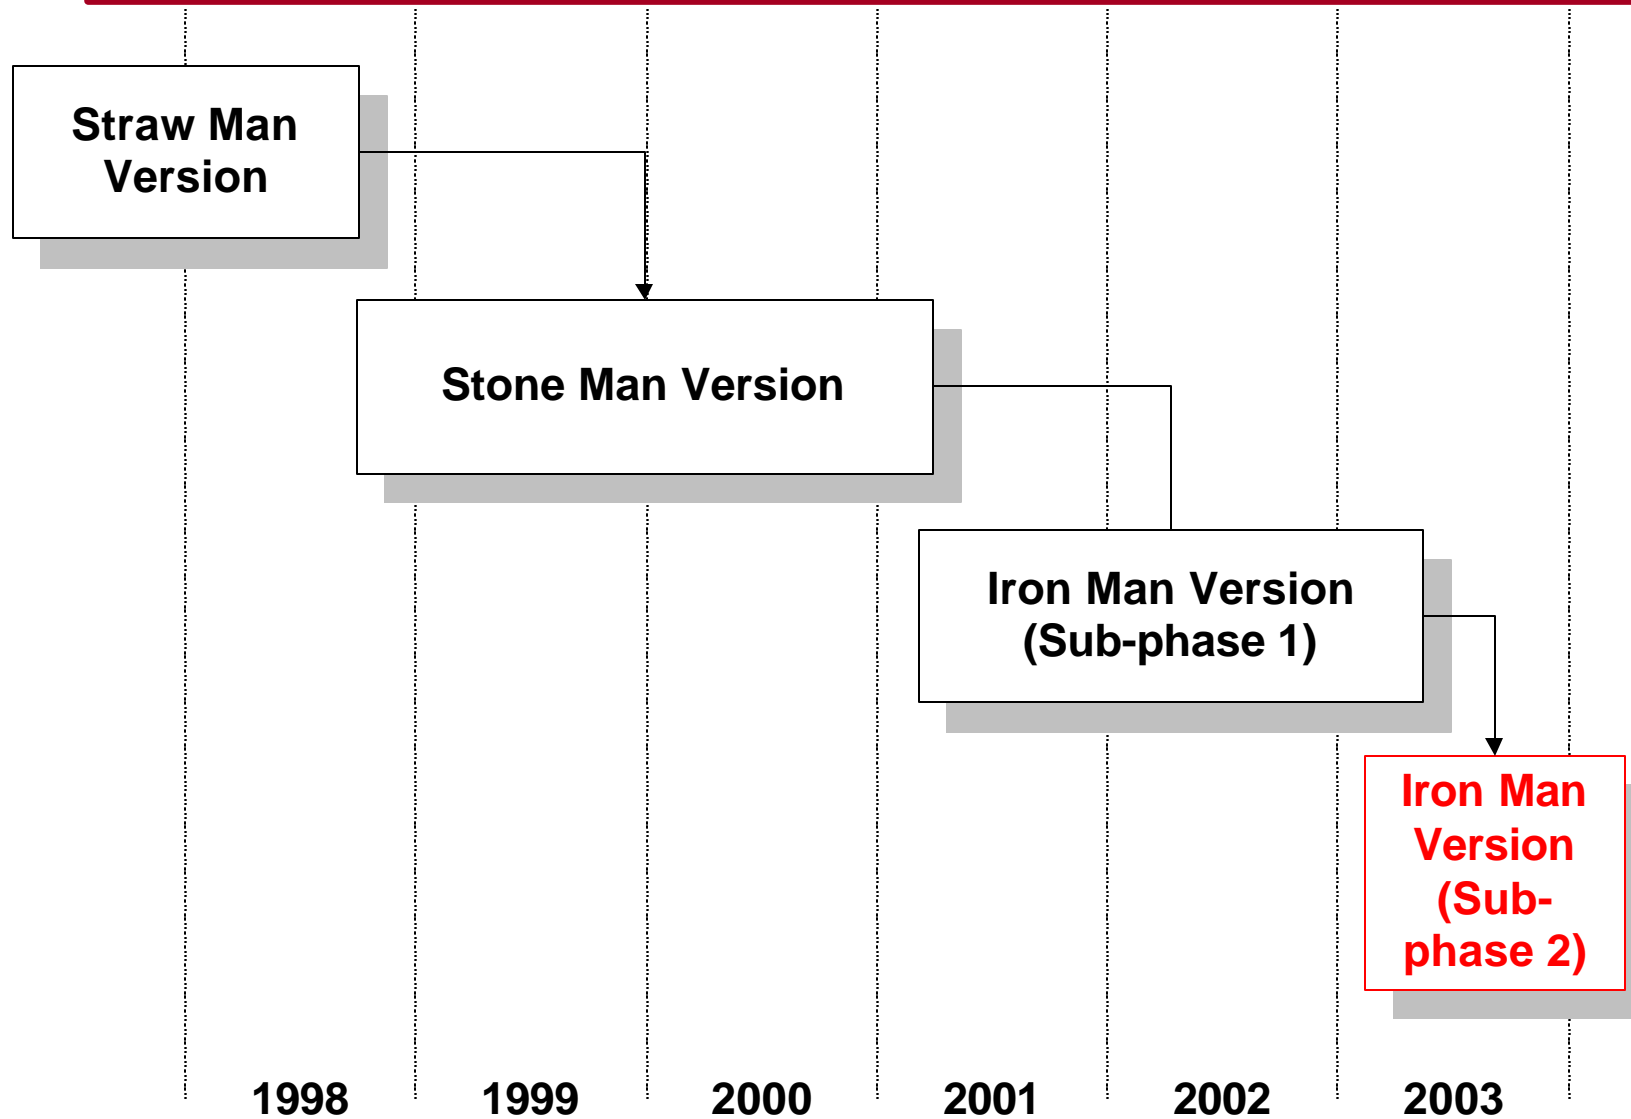 Straw Man
Version
Stone Man Version
Iron Man Version
(Sub-phase 1)
Iron Man
Version
(Sub-
phase 2)
1998 1999 2000 2001 2002 2003